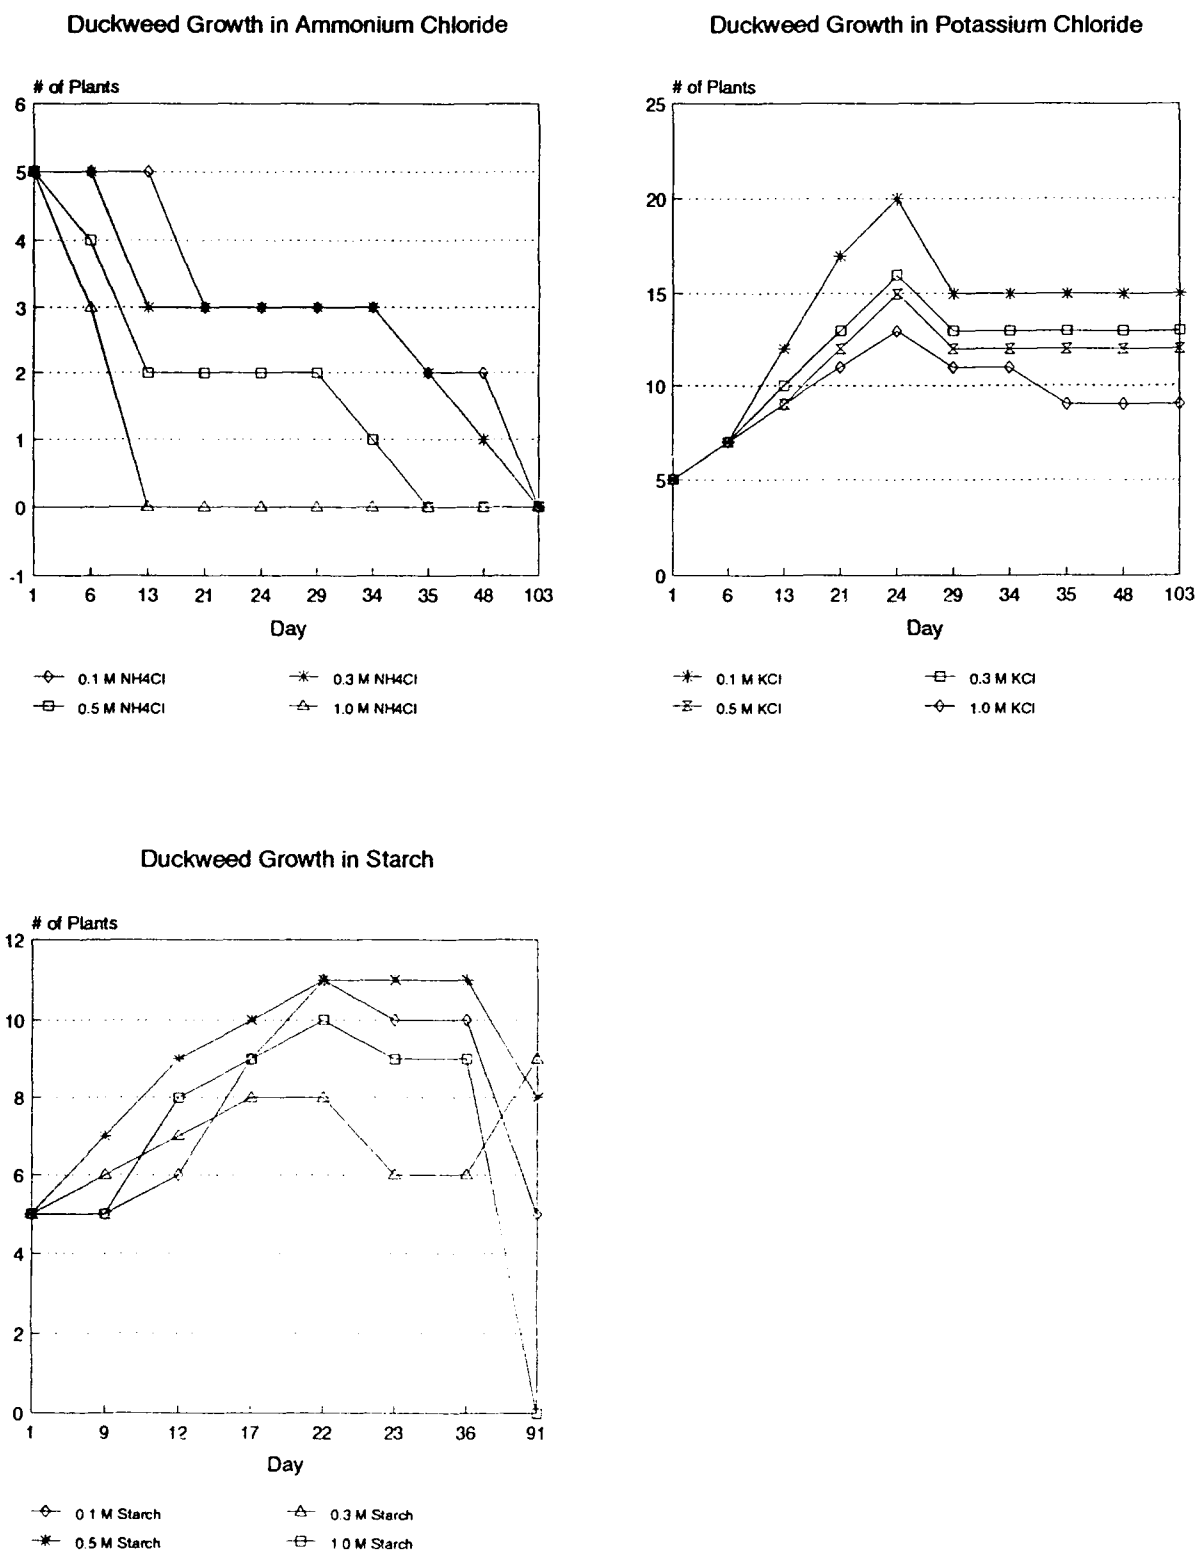 Duckweed Growth in Ammonium Chloride
# of Plants
6
5
4
3
2
1
0
-1
1 6 13 21 24 29 34 35 48 103
Day
0.1 M NH4Cl 0.3 M NH4Cl
0.5 M NH4Cl 1.0 M NH4Cl
Duckweed Growth in Potassium Chloride
# of Plants
25
20
15
10
5
0
1 6 13 21 24 29 34 35 48 103
Day
0.1 M KCl 0.3 M KCl
0.5 M KCl 1.0 M KCl
Duckweed Growth in Starch
# of Plants
12
10
8
6
4
2
0
1 9 12 17 22 23 36 91
Day
0 1 M Starch 0.3 M Starch
0.5 M Starch 1 0 M Starch